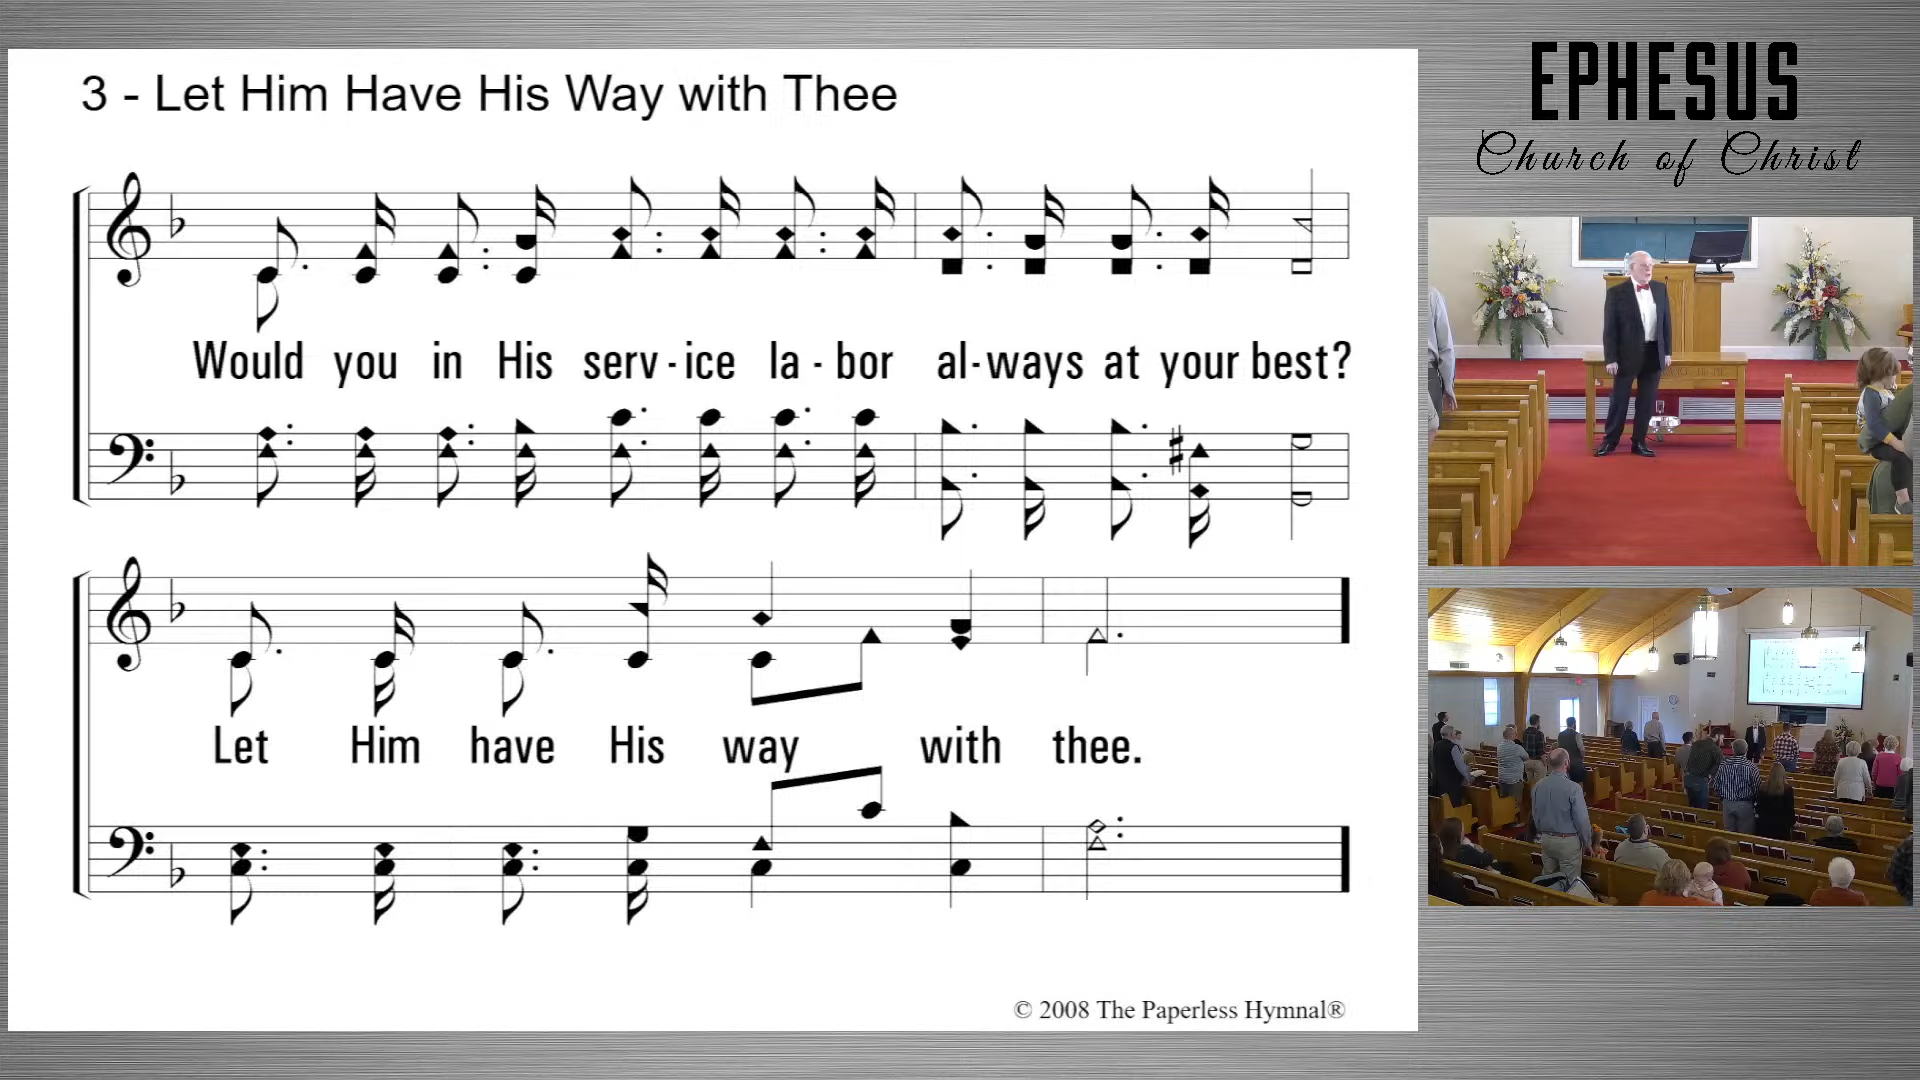 3 - Let Him Have His Way with Thee
Would you in His serv - ice la - bor al - ways at your best?
Let Him have His way with thee.
© 2008 The Paperless Hymnal®
EPHESUS
Church of Christ